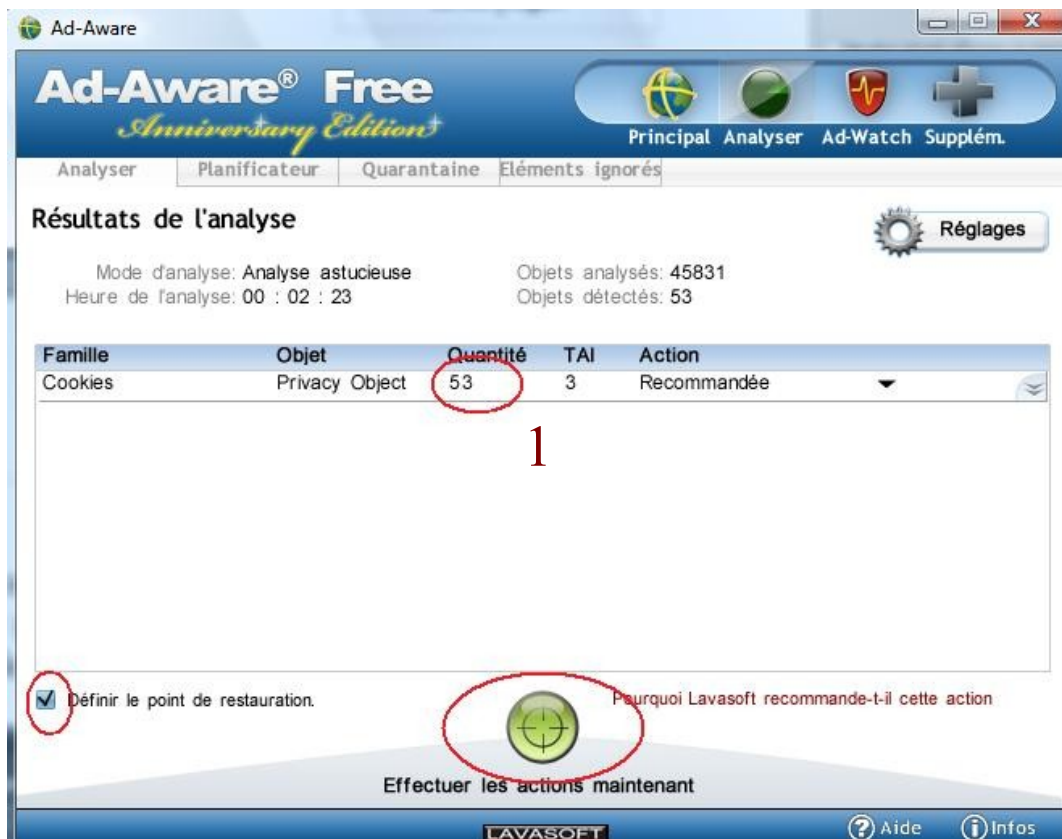 Ad-Aware
Ad-Aware® Free
Anniversary Edition
Principal Analyser Ad-Watch Supplém.
Analyser Planificateur Quarantaine Eléments ignorés
Résultats de l'analyse
Réglages
Mode d'analyse: Analyse astucieuse Objets analysés: 45831
Heure de l'analyse: 00 : 02 : 23 Objets détectés: 53
Famille Objet Quantité TAI Action
Cookies Privacy Object 53 3 Recommandée
1
Définir le point de restauration. Pourquoi Lavasoft recommande-t-il cette action
Effectuer les actions maintenant
LAVASOFT ? Aide i Infos